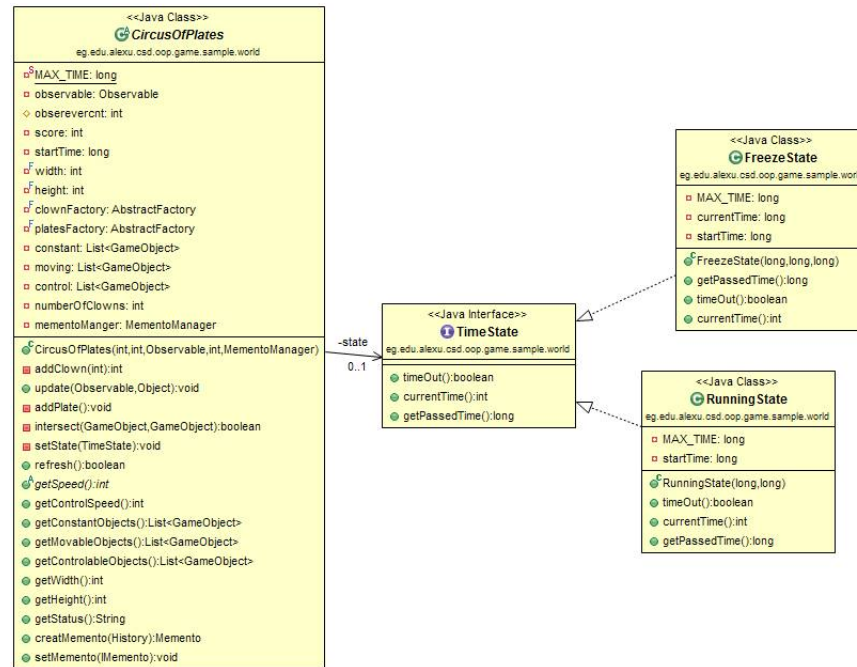 <<Java Class>>
CircusOfPlates
eg.edu.alexu.csd.oop.game.sample.world
MAX_TIME: long
observable: Observable
obserevercnt: int
score: int
startTime: long
width: int
height: int
clownFactory: AbstractFactory
platesFactory: AbstractFactory
constant: List<GameObject>
moving: List<GameObject>
control: List<GameObject>
numberOfClowns: int
mementoManger: MementoManager
CircusOfPlates(int,int,Observable,int,MementoManager)
addClown(int):int
update(Observable,Object):void
addPlate():void
intersect(GameObject,GameObject):boolean
setState(TimeState):void
refresh():boolean
getSpeed():int
getControlSpeed():int
getConstantObjects():List<GameObject>
getMovableObjects():List<GameObject>
getControlableObjects():List<GameObject>
getWidth():int
getHeight():int
getStatus():String
creatMemento(History):Memento
setMemento(IMemento):void
-state
0..1
<<Java Interface>>
TimeState
eg.edu.alexu.csd.oop.game.sample.world
timeOut():boolean
currentTime():int
getPassedTime():long
<<Java Class>>
FreezeState
eg.edu.alexu.csd.oop.game.sample.worl
MAX_TIME: long
currentTime: long
startTime: long
FreezeState(long,long,long)
getPassedTime():long
timeOut():boolean
currentTime():int
<<Java Class>>
RunningState
eg.edu.alexu.csd.oop.game.sample.world
MAX_TIME: long
startTime: long
RunningState(long,long)
timeOut():boolean
currentTime():int
getPassedTime():long